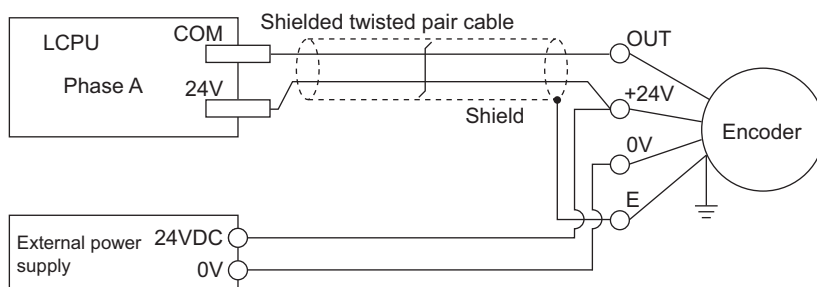 Shielded twisted pair cable
LCPU
COM
OUT
Phase A
24V
+24V
Shield
Encoder
0V
E
External power
supply
24VDC
0V